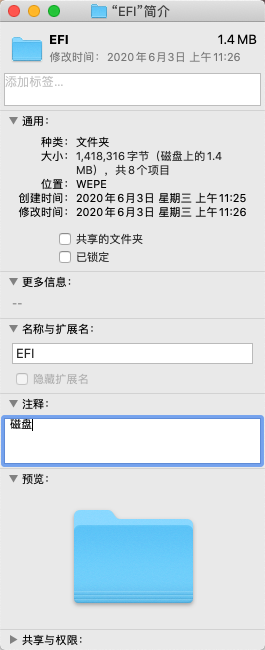 “EFI”简介
EFI 1.4 MB
修改时间：2020年6月3日 上午11:26
添加标签...
通用：
种类：文件夹
大小：1,418,316字节（磁盘上的1.4
MB），共8个项目
位置：WEPE
创建时间：2020年6月3日 星期三 上午11:25
修改时间：2020年6月3日 星期三 上午11:26
共享的文件夹
已锁定
更多信息：
--
名称与扩展名：
EFI
隐藏扩展名
注释：
磁盘
预览：
共享与权限：